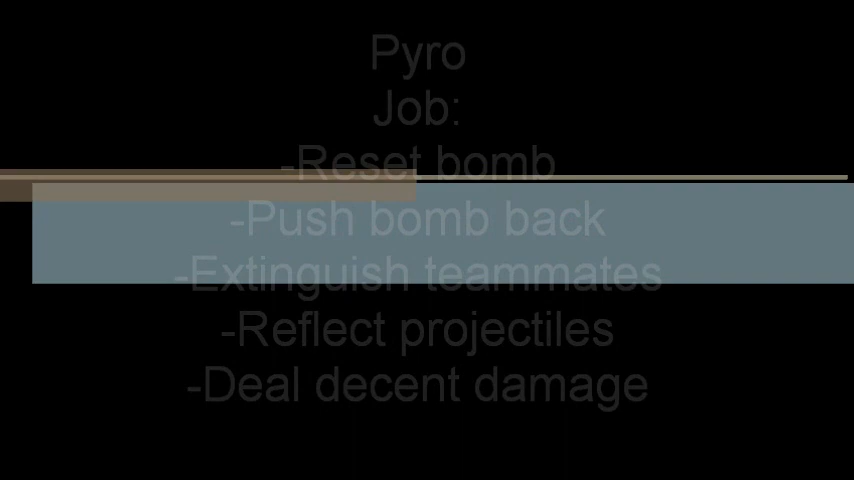 Pyro
Job:
-Reset bomb
-Push bomb back
-Extinguish teammates
-Reflect projectiles
-Deal decent damage